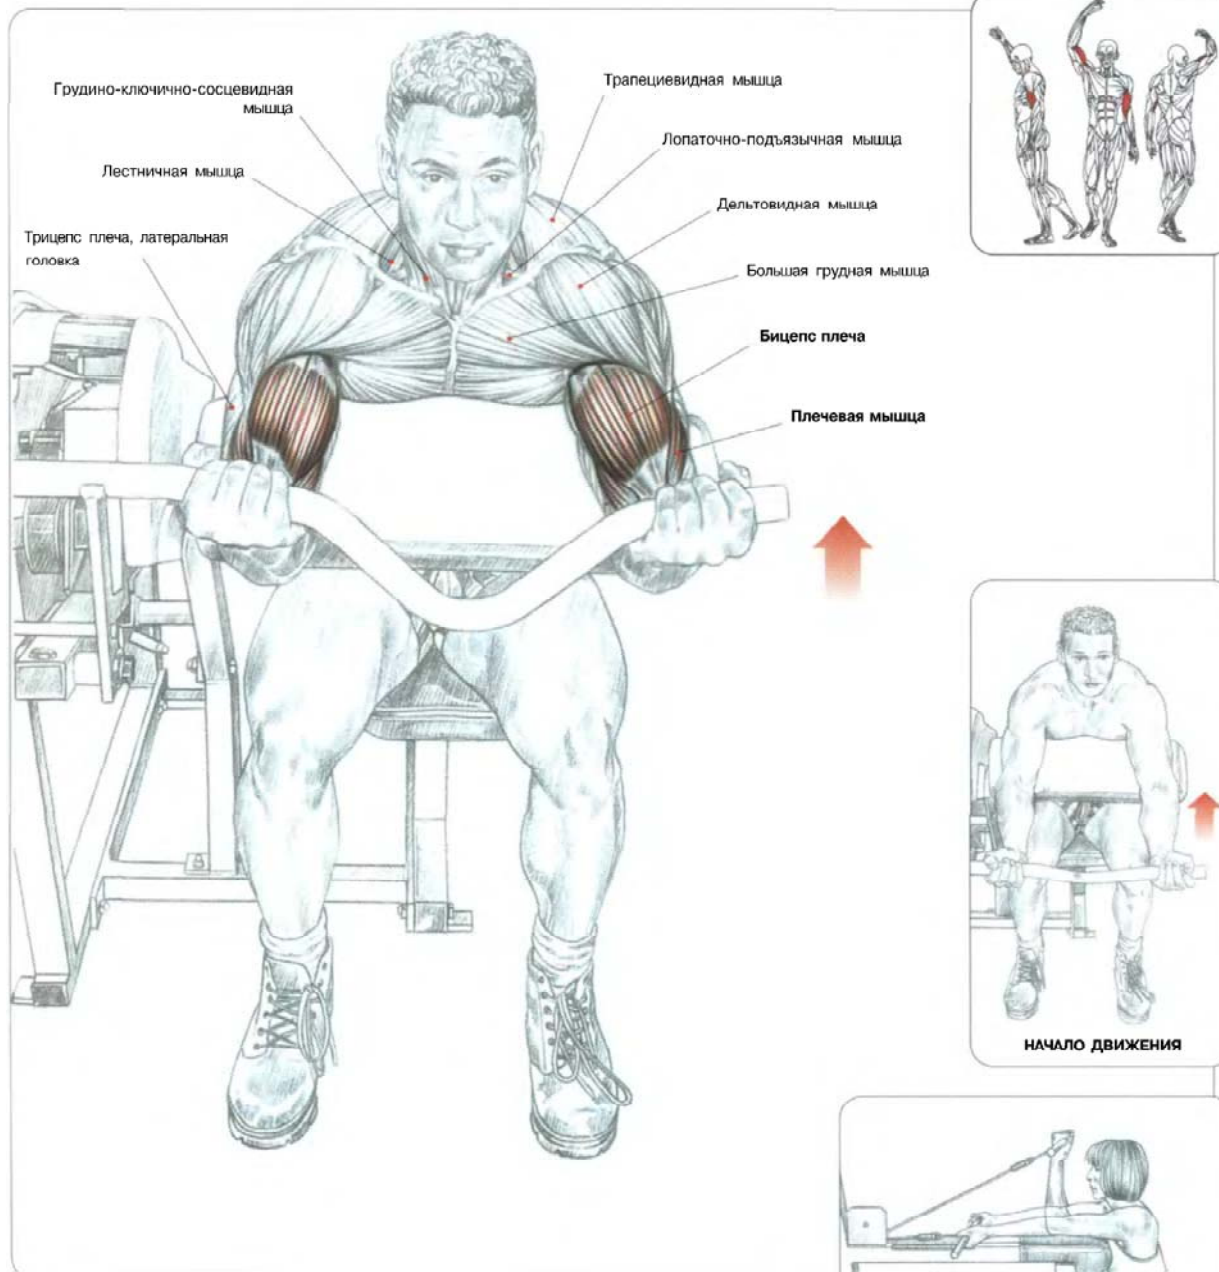 Грудино-ключично-сосцевидная
мышца
Трапециевидная мышца
Лопаточно-подъязычная мышца
Лестничная мышца
Дельтовидная мышца
Трицепс плеча, латеральная
головка
Большая грудная мышца
Бицепс плеча
Плечевая мышца
НАЧАЛО ДВИЖЕНИЯ